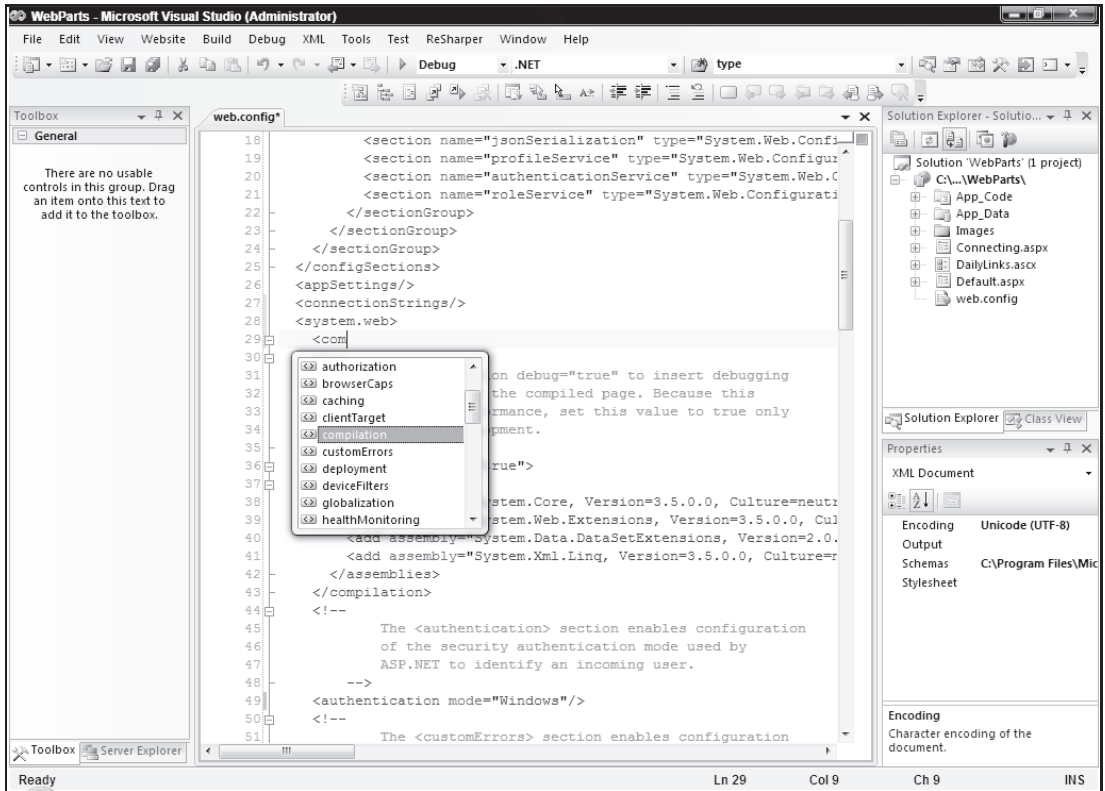 WebParts - Microsoft Visual Studio (Administrator)
File Edit View Website Build Debug XML Tools Test ReSharper Window Help
Debug .NET type
Toolbox
General
There are no usable
controls in this group. Drag
an item onto this text to
add it to the toolbox.
Toolbox Server Explorer
web.config*
18 <section name="jsonSerialization" type="System.Web.Confi
19 <section name="profileService" type="System.Web.Configur
20 <section name="authenticationService" type="System.Web.C
21 <section name="roleService" type="System.Web.Configurati
22 </sectionGroup>
23 </sectionGroup>
24 </sectionGroup>
25 </configSections>
26 <appSettings/>
27 <connectionStrings/>
28 <system.web>
29 <com
30
31 on debug="true" to insert debugging
32 the compiled page. Because this
33 rmance, set this value to true only
34 pment.
35
36 rue">
37
38 stem.Core, Version=3.5.0.0, Culture=neutr
39 stem.Web.Extensions, Version=3.5.0.0, Cul
40 <add assembly="System.Data.DataSetExtensions, Version=2.0.
41 <add assembly="System.Xml.Linq, Version=3.5.0.0, Culture=n
42 </assemblies>
43 </compilation>
44 <!--
45 The <authentication> section enables configuration
46 of the security authentication mode used by
47 ASP.NET to identify an incoming user.
48 -->
49 <authentication mode="Windows"/>
50 <!--
51 The <customErrors> section enables configuration
authorization
browserCaps
caching
clientTarget
compilation
customErrors
deployment
deviceFilters
globalization
healthMonitoring
Solution Explorer - Solutio...
Solution 'WebParts' (1 project)
C:\...\WebParts\
App_Code
App_Data
Images
Connecting.aspx
DailyLinks.ascx
Default.aspx
web.config
Solution Explorer Class View
Properties
XML Document
Encoding Unicode (UTF-8)
Output
Schemas C:\Program Files\Mic
Stylesheet
Encoding
Character encoding of the
document.
Ready Ln 29 Col 9 Ch 9 INS